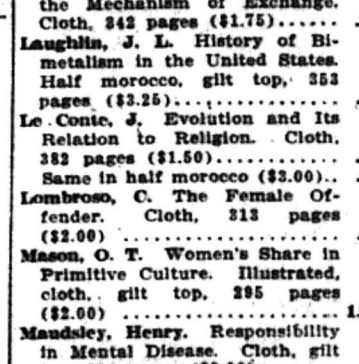 the Mechanism of Exchange.
Cloth, 342 pages ($1.75)......
Laughlin, J. L. History of Bi-
metalism in the United States.
Half morocco, gilt top, 353
pages ($3.25)..................
Le Conte, J. Evolution and Its
Relation to Religion. Cloth,
382 pages ($1.50)..............
Same in half morocco ($3.00)..
Lombroso, C. The Female Of-
fender. Cloth, 313 pages
($2.00) ......................
Mason, O. T. Women's Share in
Primitive Culture. Illustrated,
cloth, gilt top, 295 pages
($2.00) ...................... 1.
Maudsley, Henry. Responsibility
in Mental Disease. Cloth, gilt